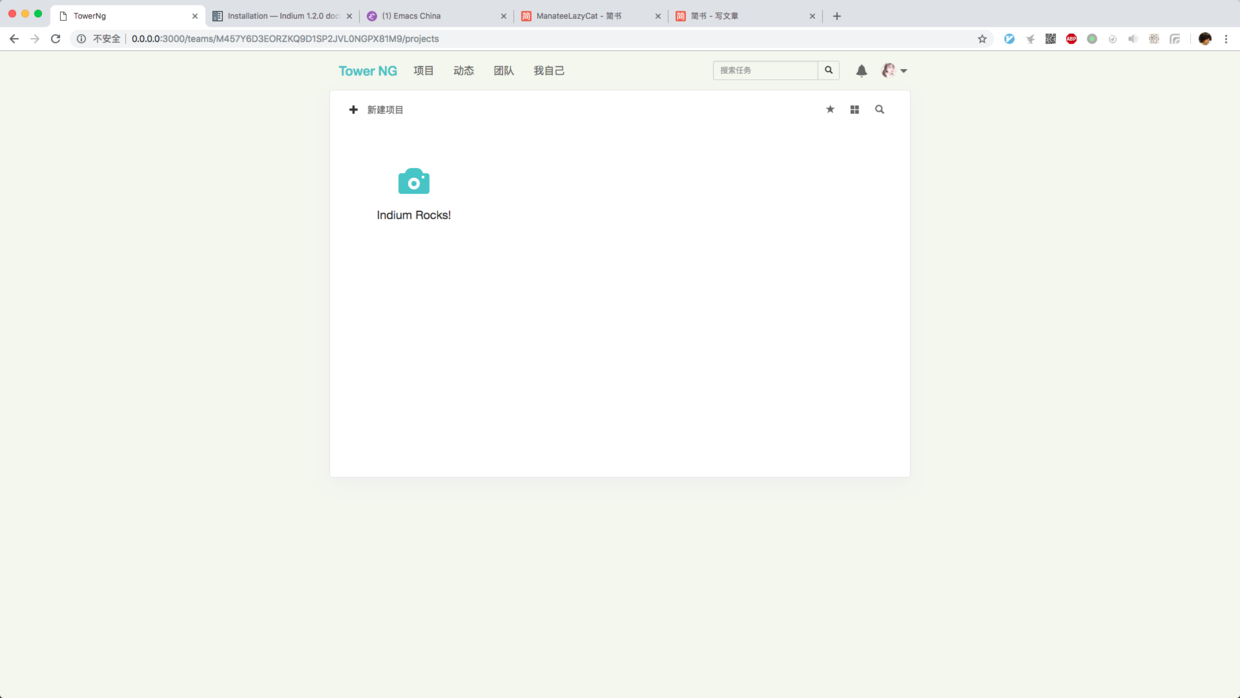 TowerNg
Installation — Indium 1.2.0 doc
(1) Emacs China
ManateeLazyCat - 简书
简书 - 写文章
不安全
0.0.0.0:3000/teams/M457Y6D3EORZKQ9D1SP2JVL0NGPX81M9/projects
ABP
Tower NG 项目 动态 团队 我自己
搜索任务
新建项目
Indium Rocks!